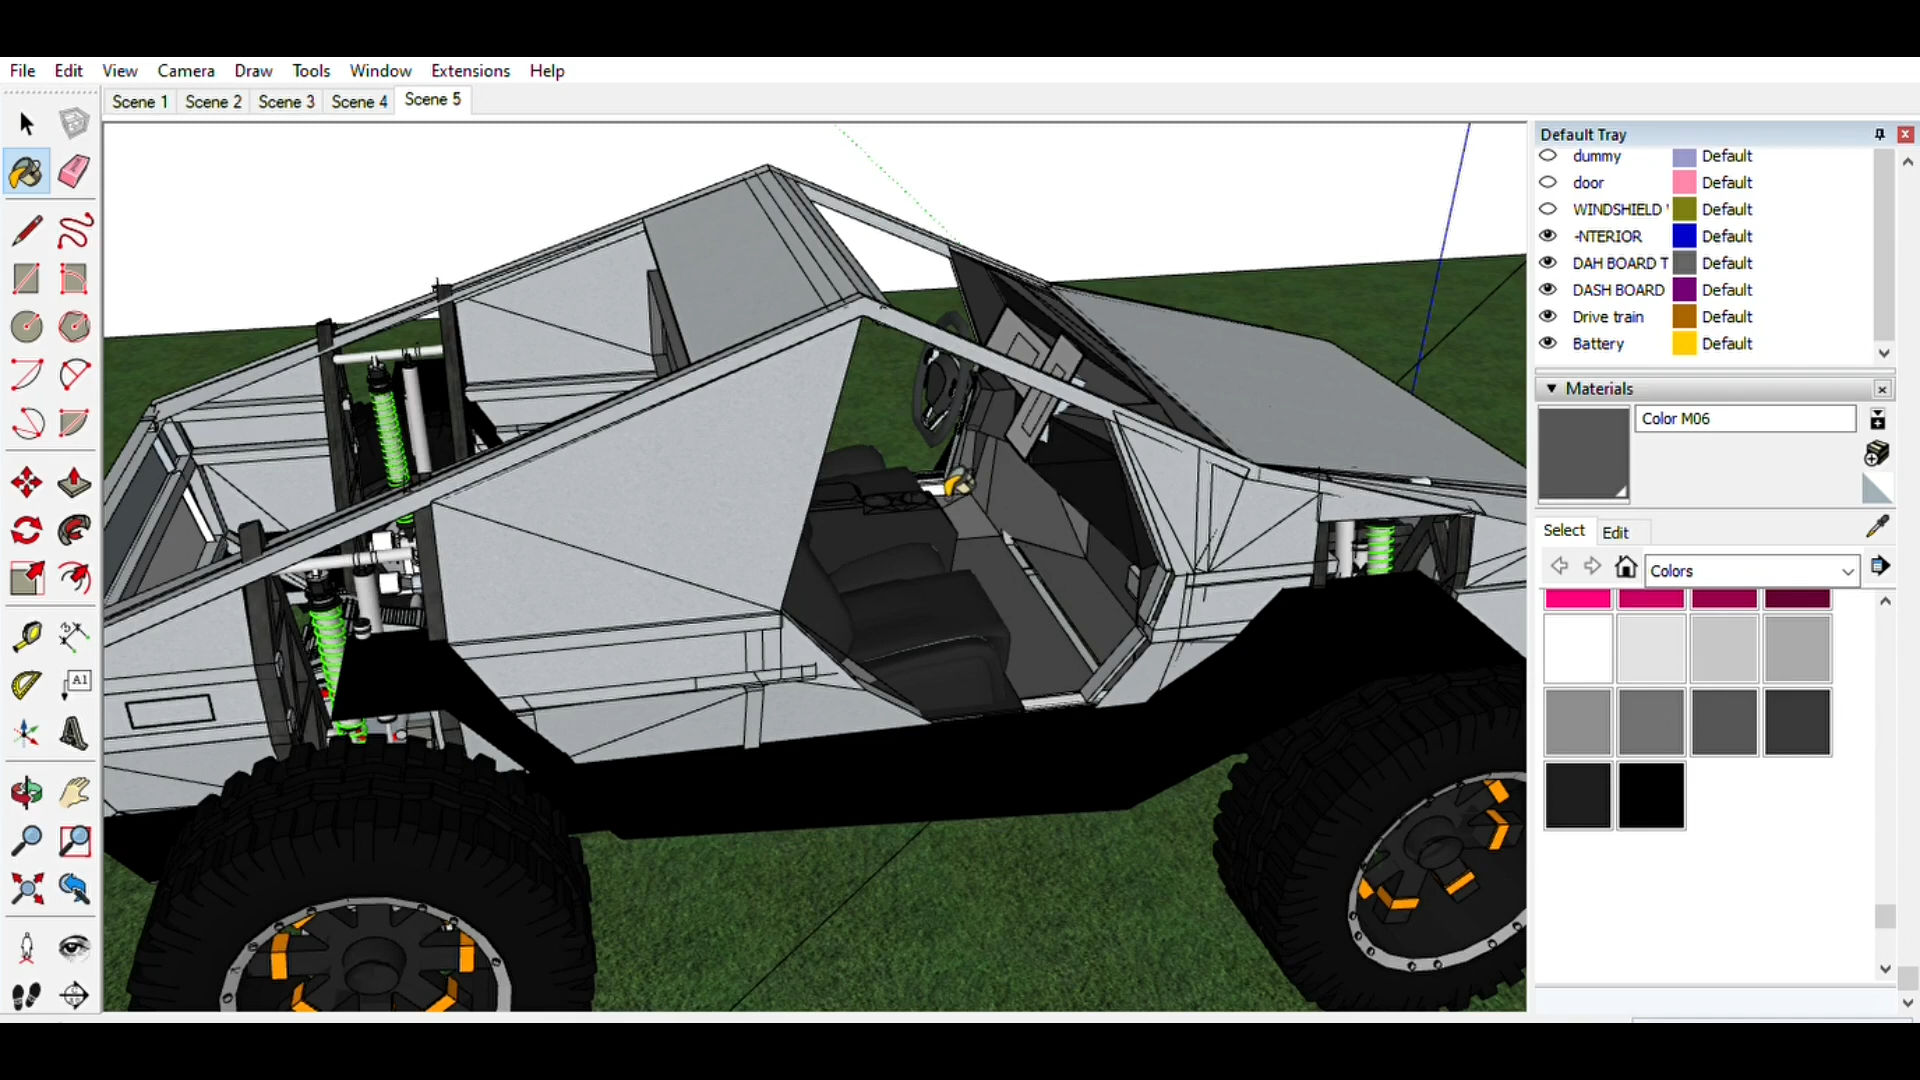 File Edit View Camera Draw Tools Window Extensions Help
Scene 1 Scene 2 Scene 3 Scene 4 Scene 5
Default Tray
dummy Default
door Default
WINDSHIELD Default
-NTERIOR Default
DAH BOARD T Default
DASH BOARD Default
Drive train Default
Battery Default
Materials
Color M06
Select Edit
Colors
A1